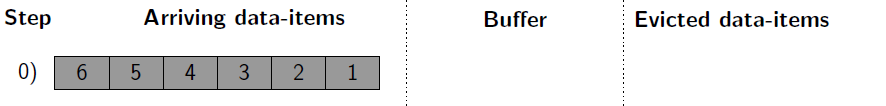 Step Arriving data-items Buffer Evicted data-items
0) 6 5 4 3 2 1